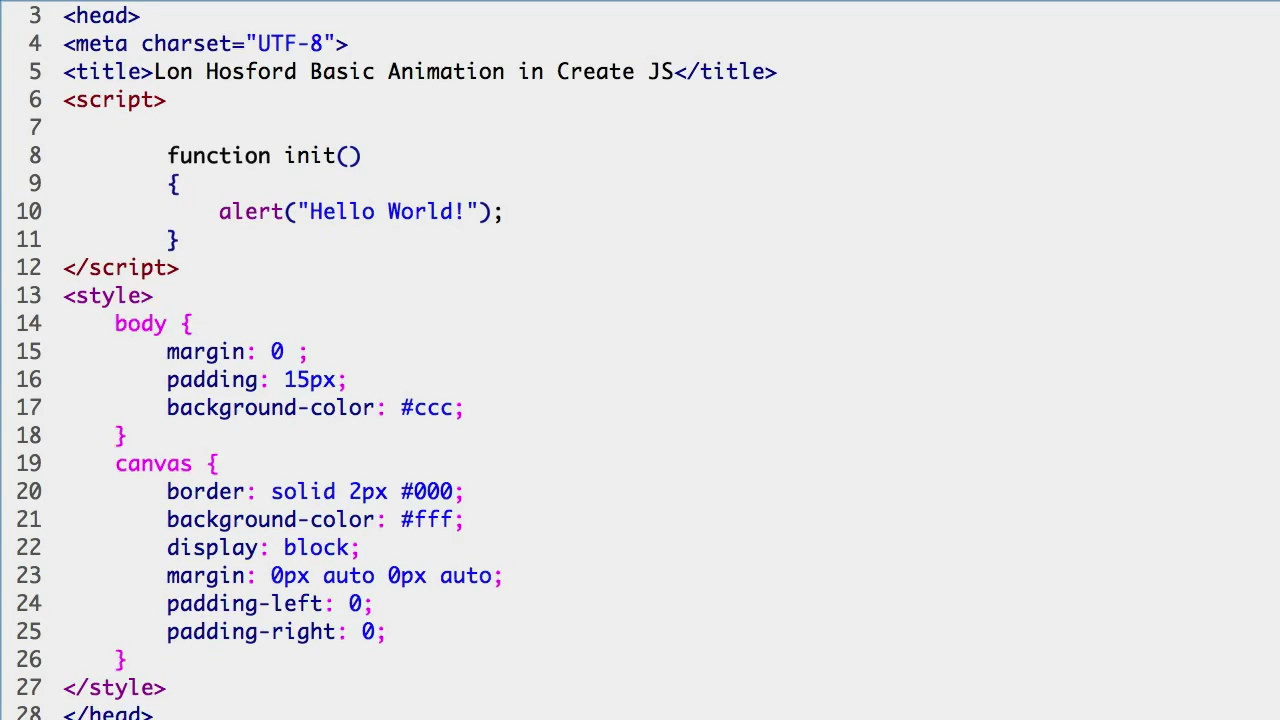 3 <head>
4 <meta charset="UTF-8">
5 <title>Lon Hosford Basic Animation in Create JS</title>
6 <script>
7
8 function init()
9 {
10 alert("Hello World!");
11 }
12 </script>
13 <style>
14 body {
15 margin: 0 ;
16 padding: 15px;
17 background-color: #ccc;
18 }
19 canvas {
20 border: solid 2px #000;
21 background-color: #fff;
22 display: block;
23 margin: 0px auto 0px auto;
24 padding-left: 0;
25 padding-right: 0;
26 }
27 </style>
28 </head>